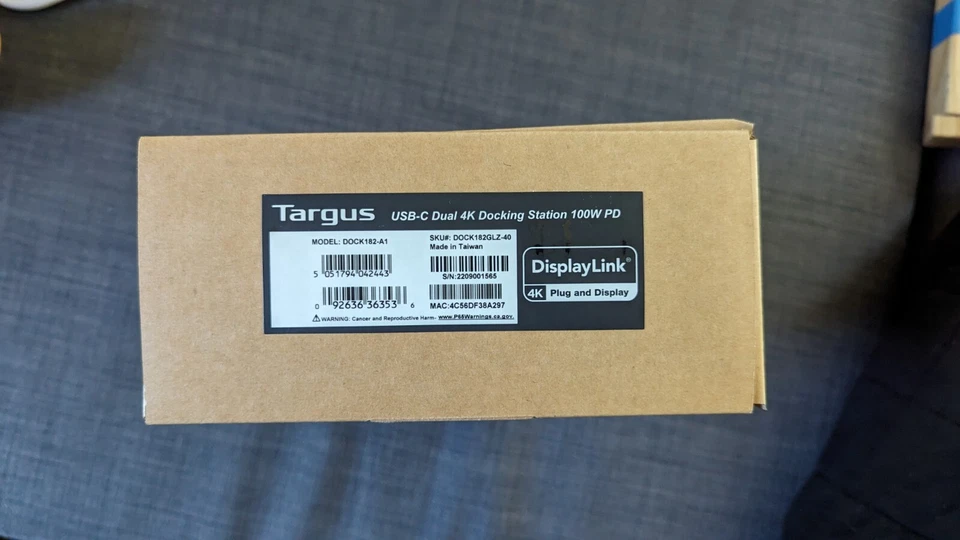 Targus USB-C Dual 4K Docking Station 100W PD
MODEL: DOCK182-A1
5 051794 042443
0 92636 36353 6
⚠WARNING: Cancer and Reproductive Harm- www.P65Warnings.ca.gov.
SKU#: DOCK182GLZ-40
Made in Taiwan
S/N:2209001565
MAC:4C56DF38A297
DisplayLink®
4K Plug and Display